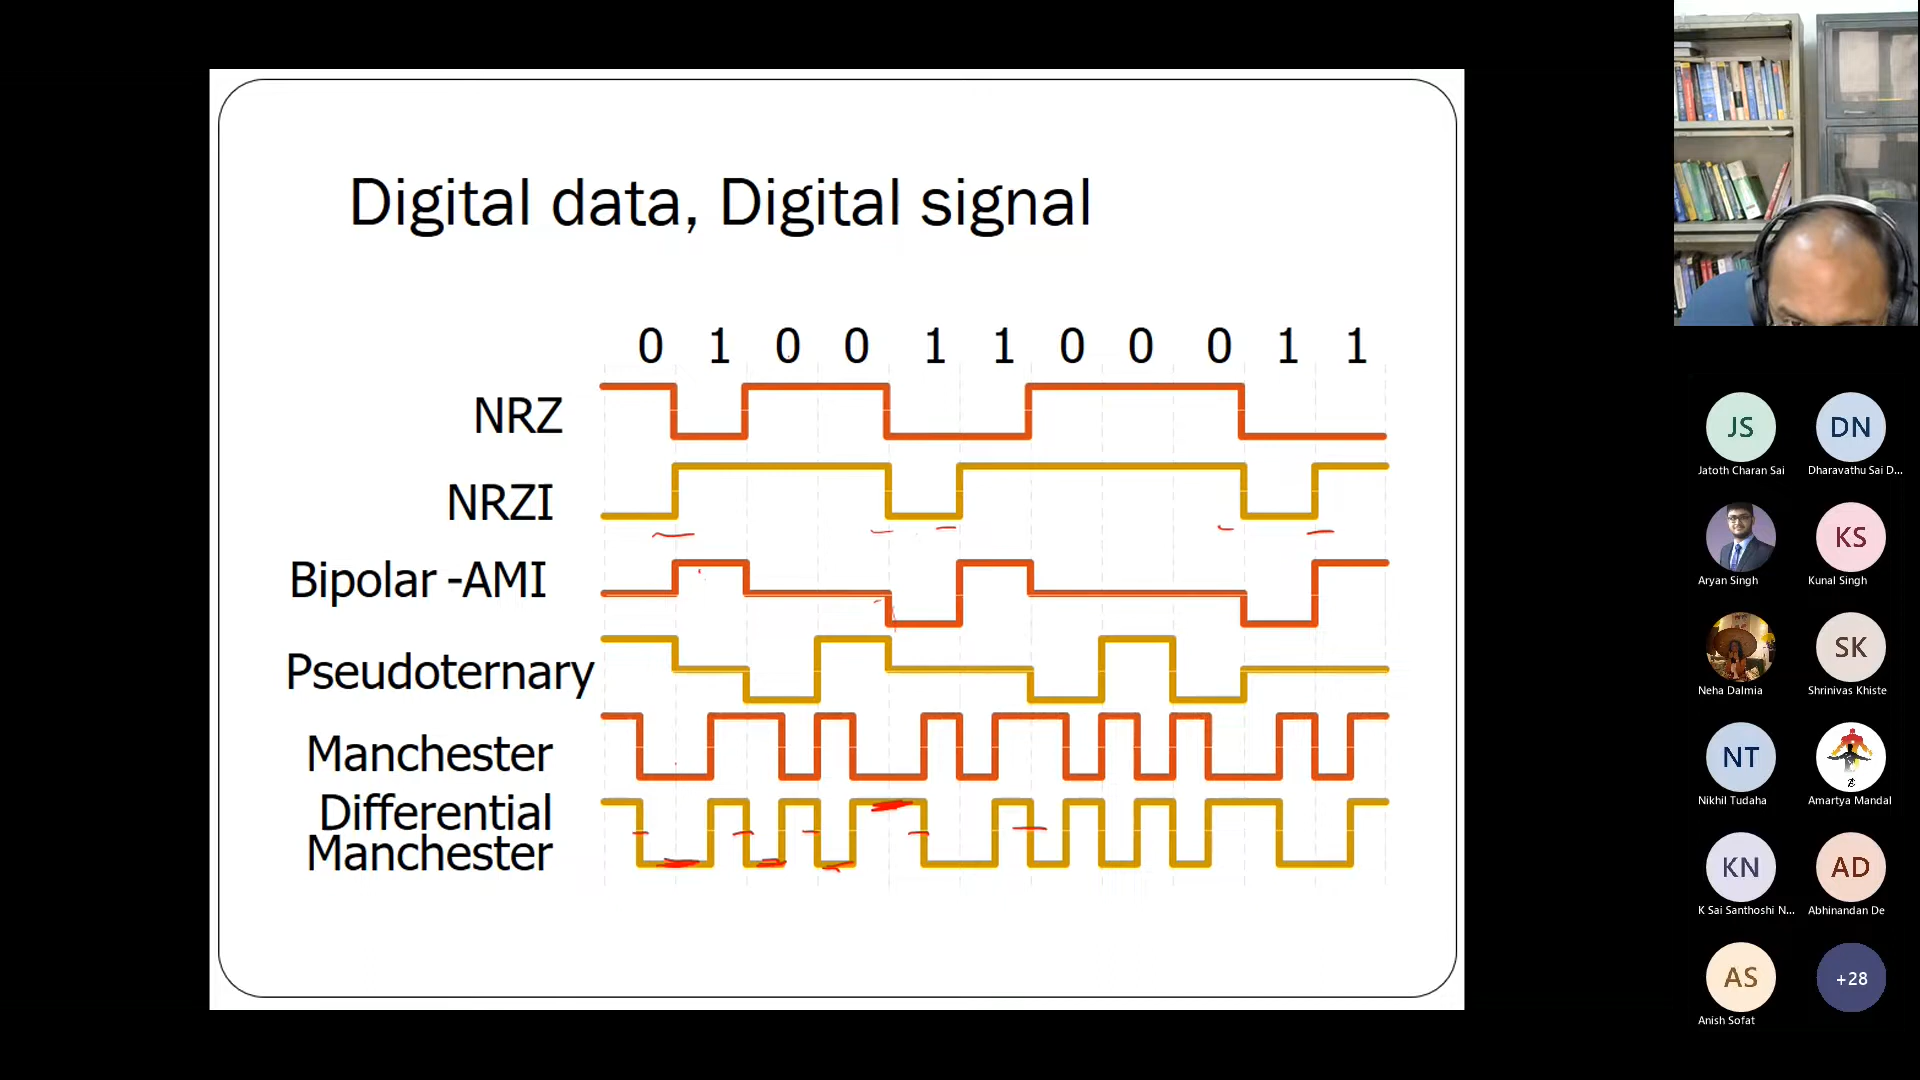 Digital data, Digital signal
0 1 0 0 1 1 0 0 0 1 1
NRZ
NRZI
Bipolar -AMI
Pseudoternary
Manchester
Differential
Manchester
JS
DN
Jatoth Charan Sai
Dharavathu Sai D...
KS
Aryan Singh
Kunal Singh
SK
Neha Dalmia
Shrinivas Khiste
NT
Nikhil Tudaha
Amartya Mandal
KN
AD
K Sai Santhoshi N...
Abhinandan De
AS
+28
Anish Sofat